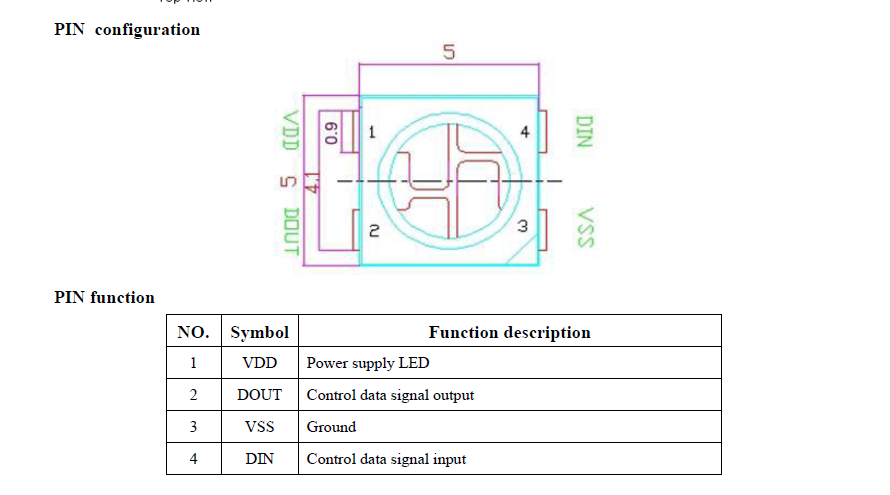 PIN configuration
5
VDD
0.9
1
4
DIN
5
4.1
DOUT
2
3
VSS
PIN function
NO. Symbol Function description
1 VDD Power supply LED
2 DOUT Control data signal output
3 VSS Ground
4 DIN Control data signal input